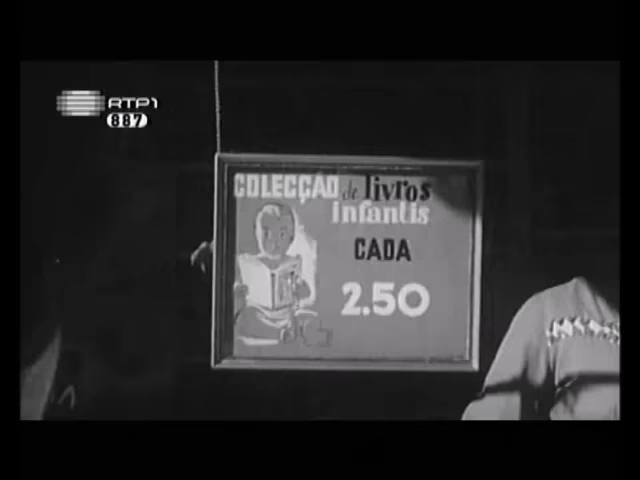 RTP1
887
COLECÇÃO de livros
infantis
CADA
2.50